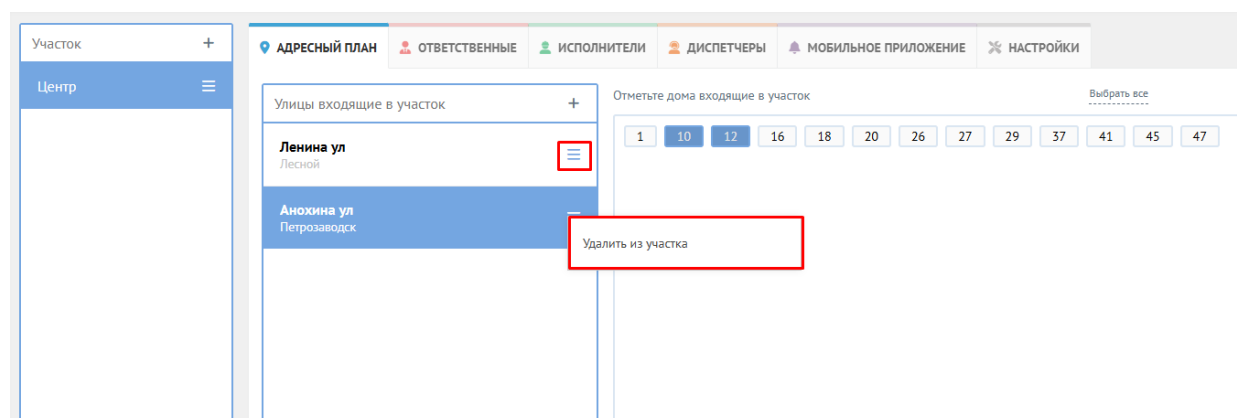 Участок +
Центр
АДРЕСНЫЙ ПЛАН ОТВЕТСТВЕННЫЕ ИСПОЛНИТЕЛИ ДИСПЕТЧЕРЫ МОБИЛЬНОЕ ПРИЛОЖЕНИЕ НАСТРОЙКИ
Улицы входящие в участок +
Ленина ул
Лесной
Анохина ул
Петрозаводск
Удалить из участка
Отметьте дома входящие в участок Выбрать все
1 10 12 16 18 20 26 27 29 37 41 45 47